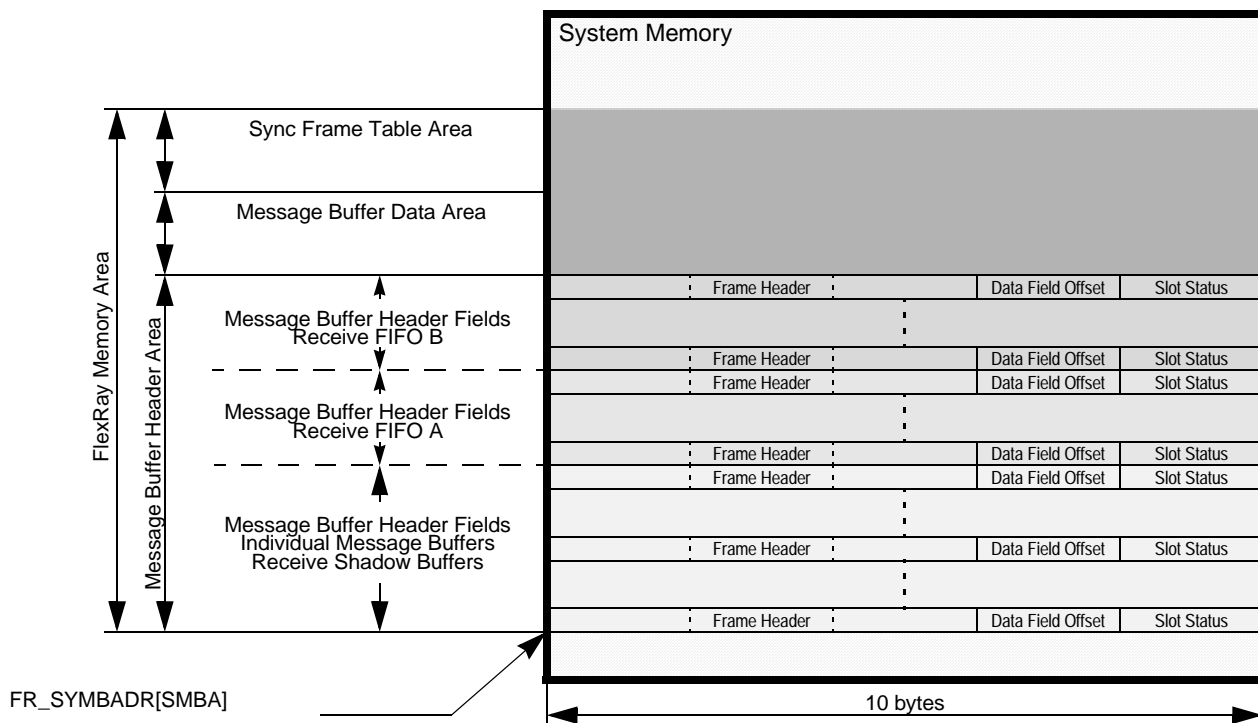 System Memory
Sync Frame Table Area
Message Buffer Data Area
FlexRay Memory Area
Message Buffer Header Area
Frame Header Data Field Offset Slot Status
Message Buffer Header Fields
Receive FIFO B
Frame Header Data Field Offset Slot Status
Frame Header Data Field Offset Slot Status
Message Buffer Header Fields
Receive FIFO A
Frame Header Data Field Offset Slot Status
Frame Header Data Field Offset Slot Status
Message Buffer Header Fields
Individual Message Buffers
Receive Shadow Buffers
Frame Header Data Field Offset Slot Status
Frame Header Data Field Offset Slot Status
FR_SYMBADR[SMBA]
10 bytes